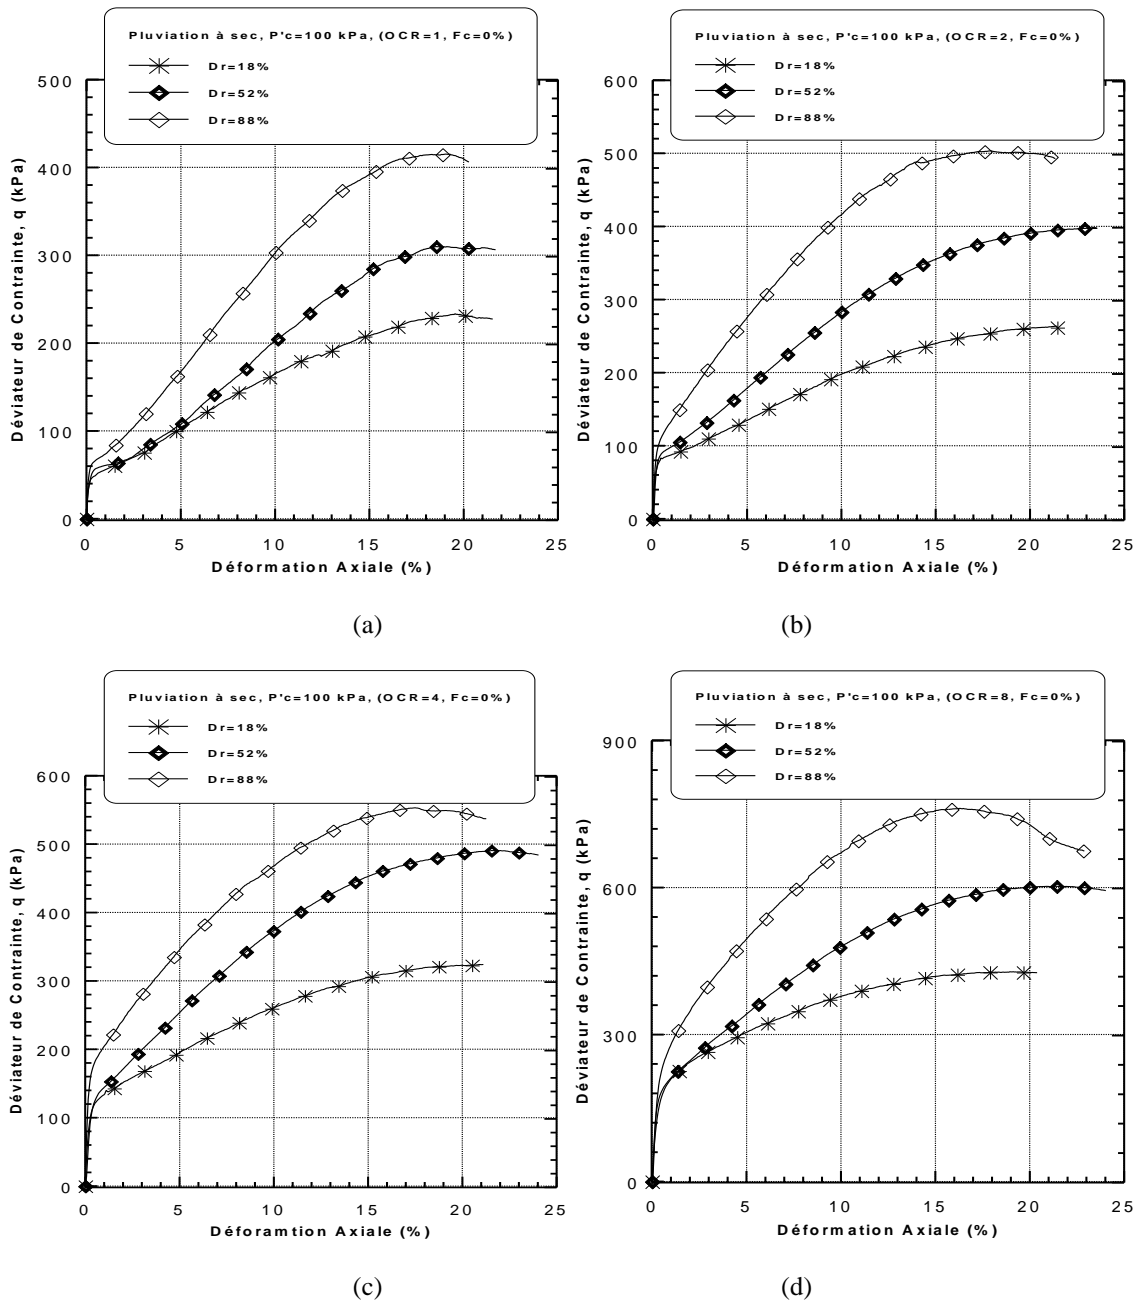 Pluviation à sec, P'c=100 kPa, (OCR=1, Fc=0%)
Dr=18%
Dr=52%
Dr=88%
500
400
300
200
100
0
0 5 10 15 20 25
Déviateur de Contrainte, q (kPa)
Déformation Axiale (%)
(a)
Pluviation à sec, P'c=100 kPa, (OCR=2, Fc=0%)
Dr=18%
Dr=52%
Dr=88%
600
500
400
300
200
100
0
0 5 10 15 20 25
Déviateur de Contrainte, q (kPa)
Déformation Axiale (%)
(b)
Pluviation à sec, P'c=100 kPa, (OCR=4, Fc=0%)
Dr=18%
Dr=52%
Dr=88%
600
500
400
300
200
100
0
0 5 10 15 20 25
Déviateur de Contrainte, q (kPa)
Déforamtion Axiale (%)
(c)
Pluviation à sec, P'c=100 kPa, (OCR=8, Fc=0%)
Dr=18%
Dr=52%
Dr=88%
900
600
300
0
0 5 10 15 20 25
Déviateur de Contrainte, q (kPa)
Déformation Axiale (%)
(d)